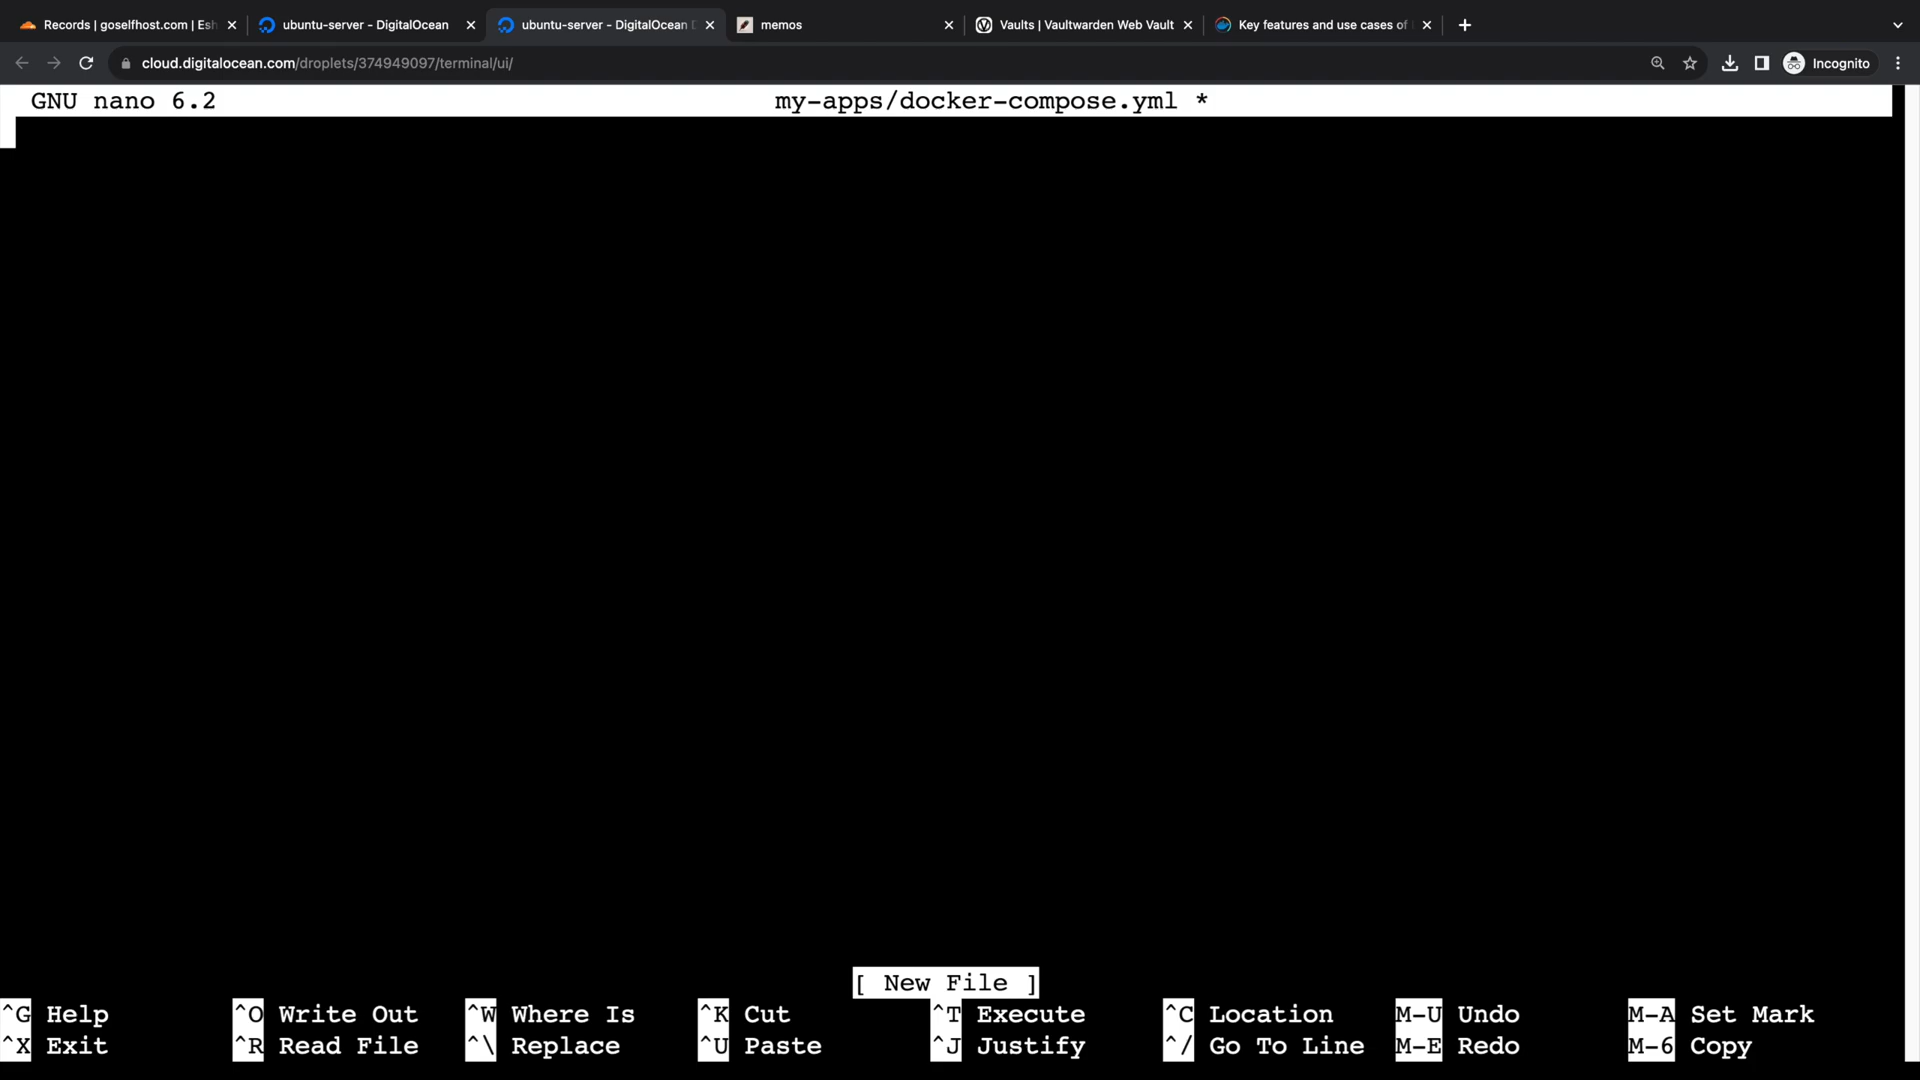 Records | goselfhost.com | Esh
ubuntu-server - DigitalOcean
ubuntu-server - DigitalOcean D
memos
Vaults | Vaultwarden Web Vault
Key features and use cases of
cloud.digitalocean.com/droplets/374949097/terminal/ui/
Incognito
GNU nano 6.2 my-apps/docker-compose.yml *
[ New File ]
^G Help ^O Write Out ^W Where Is ^K Cut ^T Execute ^C Location M-U Undo M-A Set Mark
^X Exit ^R Read File ^\ Replace ^U Paste ^J Justify ^/ Go To Line M-E Redo M-6 Copy